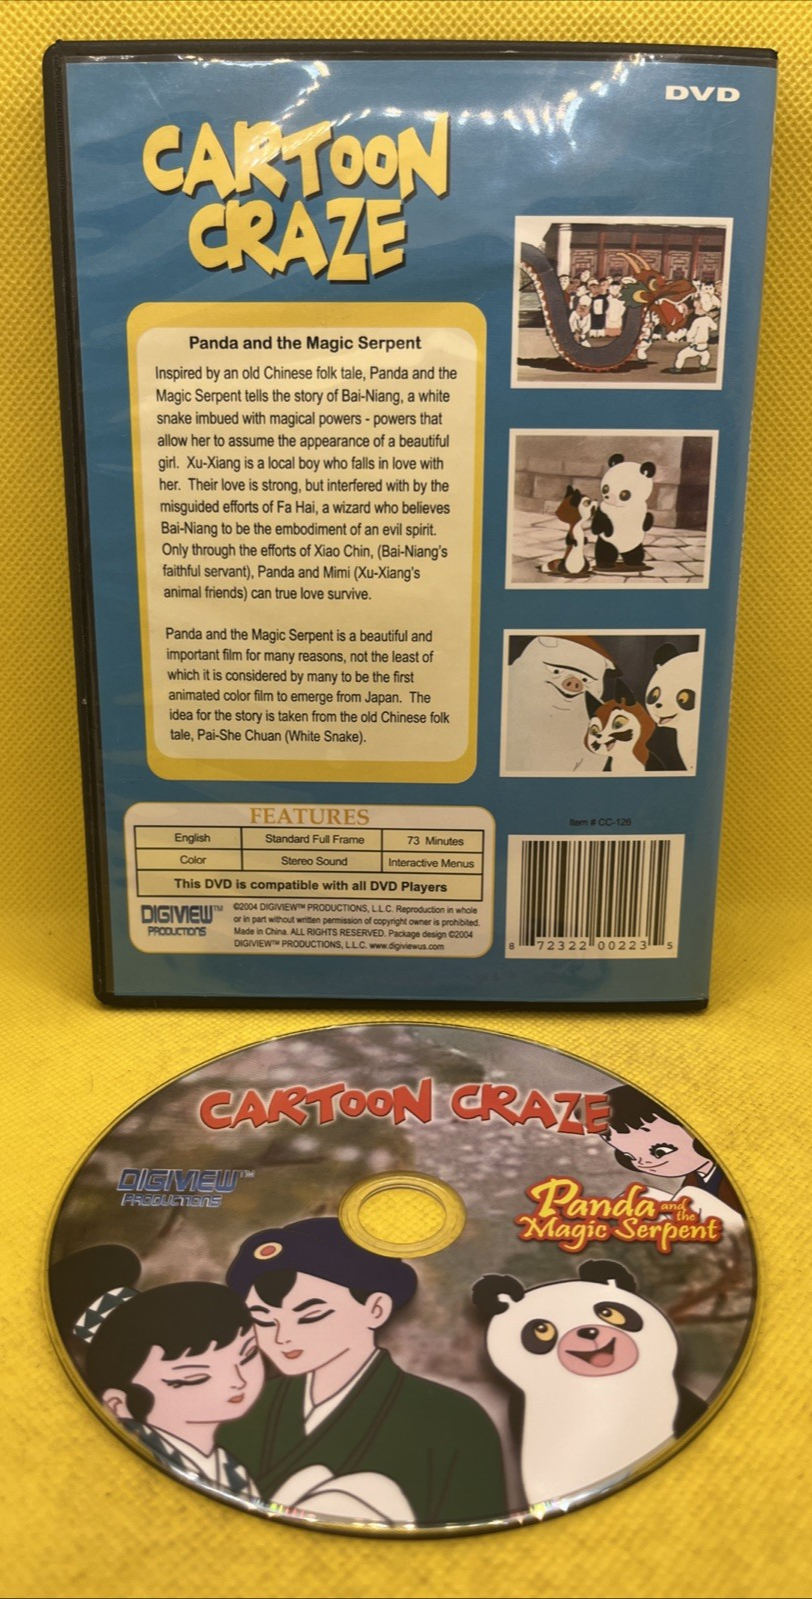 DVD
CARTOON
CRAZE
Panda and the Magic Serpent
Inspired by an old Chinese folk tale, Panda and the
Magic Serpent tells the story of Bai-Niang, a white
snake imbued with magical powers - powers that
allow her to assume the appearance of a beautiful
girl. Xu-Xiang is a local boy who falls in love with
her. Their love is strong, but interfered with by the
misguided efforts of Fa Hai, a wizard who believes
Bai-Niang to be the embodiment of an evil spirit.
Only through the efforts of Xiao Chin, (Bai-Niang's
faithful servant), Panda and Mimi (Xu-Xiang's
animal friends) can true love survive.
Panda and the Magic Serpent is a beautiful and
important film for many reasons, not the least of
which it is considered by many to be the first
animated color film to emerge from Japan. The
idea for the story is taken from the old Chinese folk
tale, Pai-She Chuan (White Snake).
FEATURES
English Standard Full Frame 73 Minutes
Color Stereo Sound Interactive Menus
This DVD is compatible with all DVD Players
DIGIVIEW™
PRODUCTIONS
©2004 DIGIVIEW™ PRODUCTIONS, L.L.C. Reproduction in whole
or in part without written permission of copyright owner is prohibited.
Made in China. ALL RIGHTS RESERVED. Package design ©2004
DIGIVIEW™ PRODUCTIONS, L.L.C. www.digiviewus.com
Item # CC-126
8 72322 00223 5
CARTOON CRAZE
DIGIVIEW™
PRODUCTIONS
Panda and the
Magic Serpent